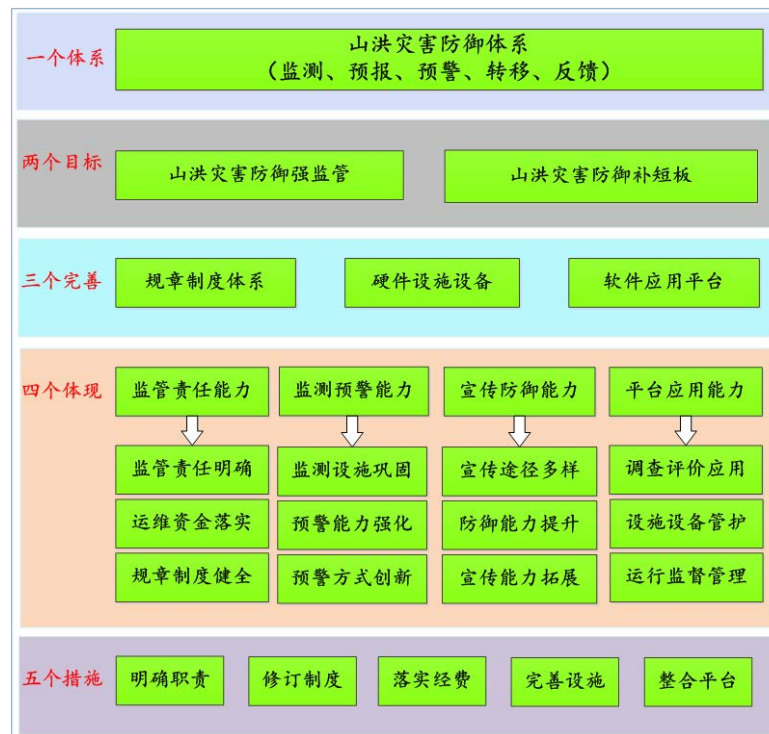 一个体系
山洪灾害防御体系
（监测、预报、预警、转移、反馈）
两个目标
山洪灾害防御强监管
山洪灾害防御补短板
三个完善
规章制度体系
硬件设施设备
软件应用平台
四个体现
监管责任能力
监测预警能力
宣传防御能力
平台应用能力
监管责任明确
监测设施巩固
宣传途径多样
调查评价应用
运维资金落实
预警能力强化
防御能力提升
设施设备管护
规章制度健全
预警方式创新
宣传能力拓展
运行监督管理
五个措施
明确职责
修订制度
落实经费
完善设施
整合平台